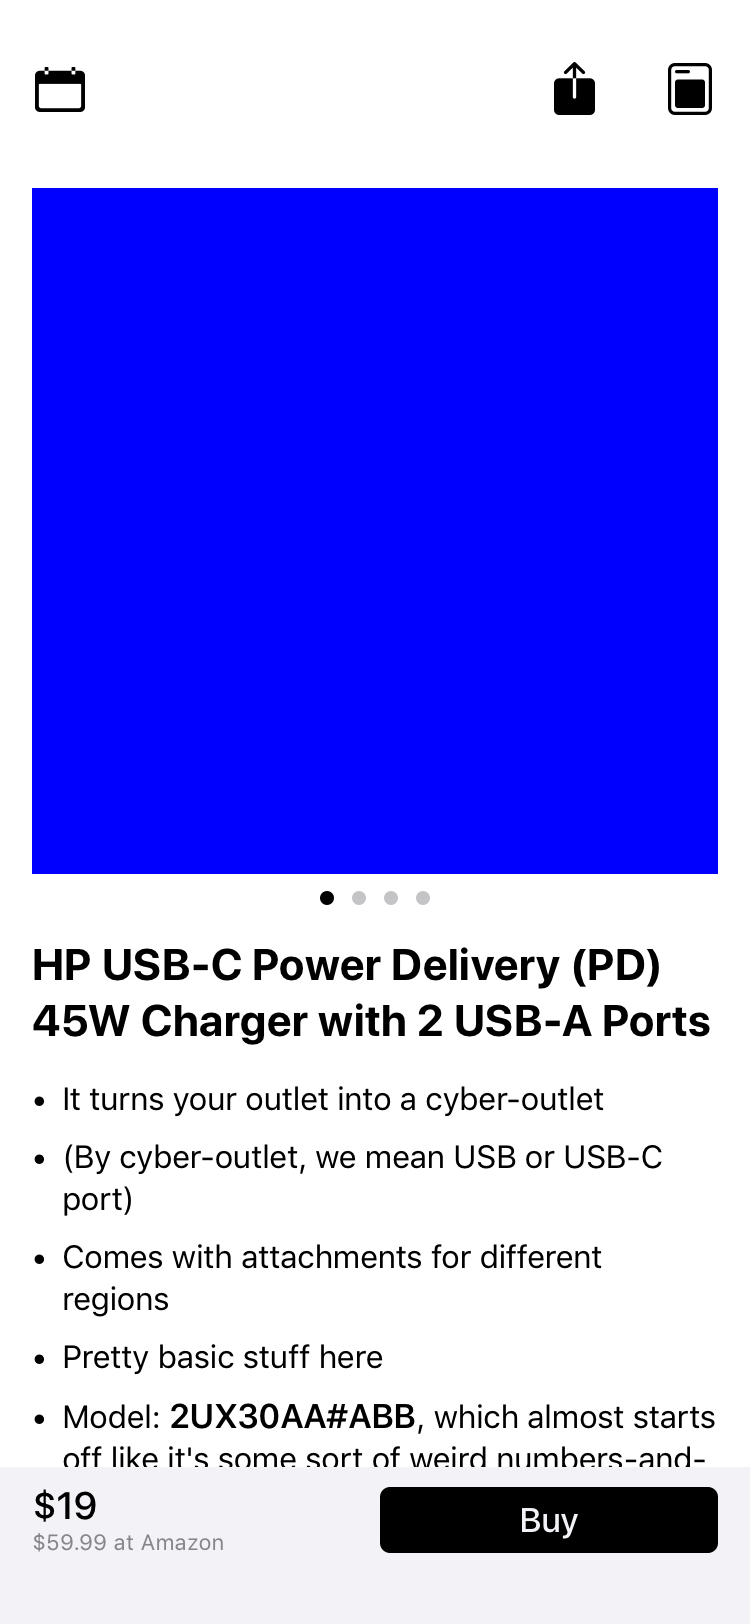 HP USB-C Power Delivery (PD)
45W Charger with 2 USB-A Ports
• It turns your outlet into a cyber-outlet
• (By cyber-outlet, we mean USB or USB-C
port)
• Comes with attachments for different
regions
• Pretty basic stuff here
• Model: 2UX30AA#ABB, which almost starts
off like it's some sort of weird numbers-and-
$19
$59.99 at Amazon
Buy